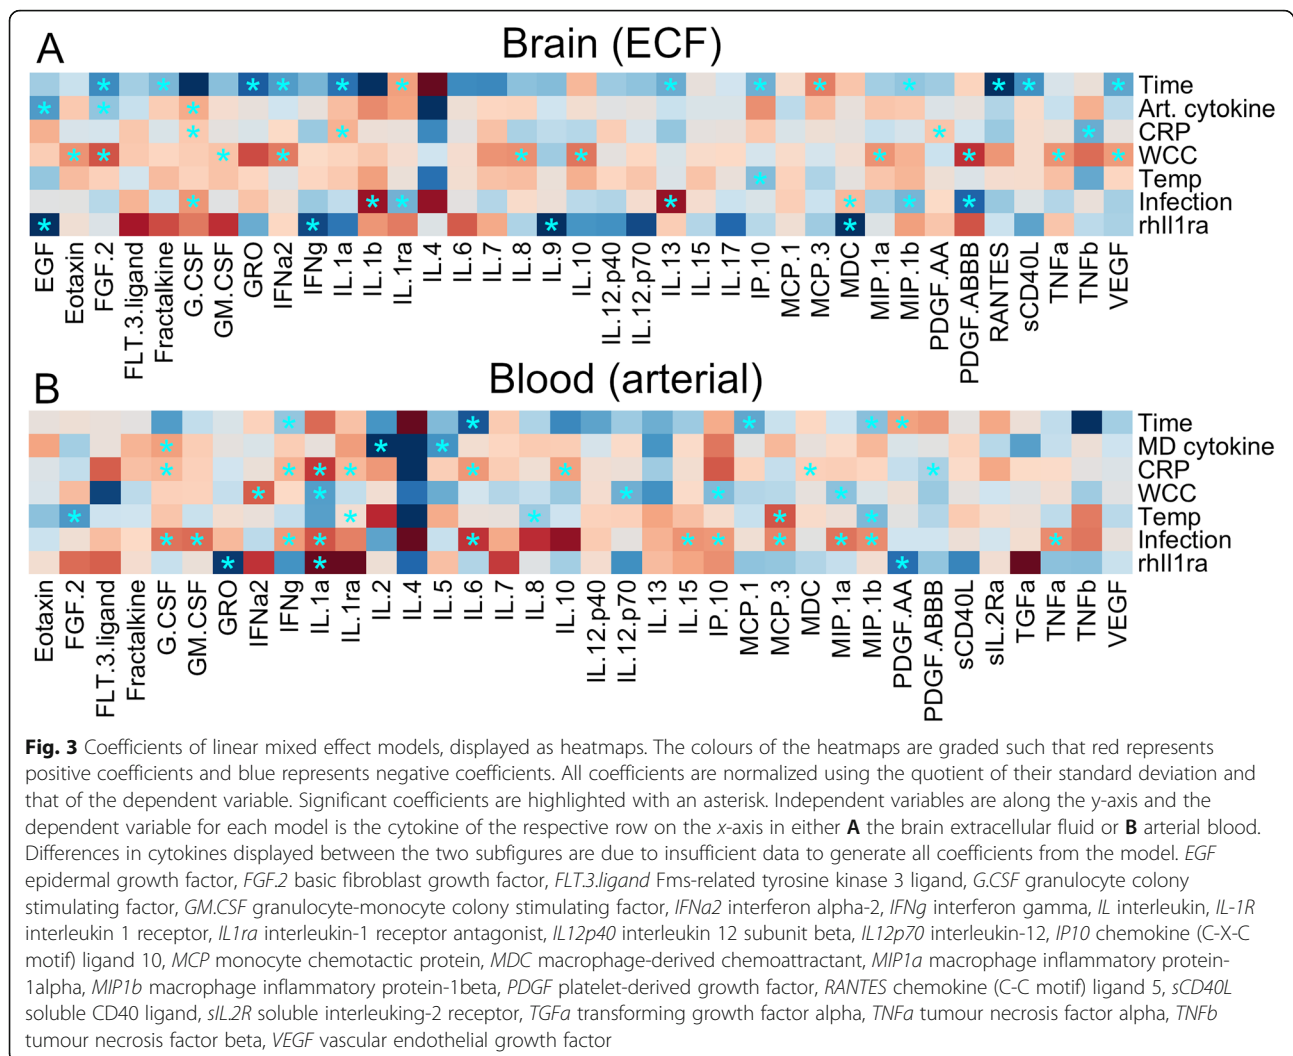 A
Brain (ECF)
Time
Art. cytokine
CRP
WCC
Temp
Infection
rhIl1ra
EGF
Eotaxin
FGF.2
FLT.3.ligand
Fractalkine
G.CSF
GM.CSF
GRO
IFNa2
IFNg
IL.1a
IL.1b
IL.1ra
IL.4
IL.6
IL.7
IL.8
IL.9
IL.10
IL.12.p40
IL.12.p70
IL.13
IL.15
IL.17
IP.10
MCP.1
MCP.3
MDC
MIP.1a
MIP.1b
PDGF.AA
PDGF.ABBB
RANTES
sCD40L
TNFa
TNFb
VEGF
B
Blood (arterial)
Time
MD cytokine
CRP
WCC
Temp
Infection
rhIl1ra
Eotaxin
FGF.2
FLT.3.ligand
Fractalkine
G.CSF
GM.CSF
GRO
IFNa2
IFNg
IL.1a
IL.1ra
IL.2
IL.4
IL.5
IL.6
IL.7
IL.8
IL.10
IL.12.p40
IL.12.p70
IL.13
IL.15
IP.10
MCP.1
MCP.3
MDC
MIP.1a
MIP.1b
PDGF.AA
PDGF.ABBB
sCD40L
sIL.2Ra
TGFa
TNFa
TNFb
VEGF
Fig. 3 Coefficients of linear mixed effect models, displayed as heatmaps. The colours of the heatmaps are graded such that red represents
positive coefficients and blue represents negative coefficients. All coefficients are normalized using the quotient of their standard deviation and
that of the dependent variable. Significant coefficients are highlighted with an asterisk. Independent variables are along the y-axis and the
dependent variable for each model is the cytokine of the respective row on the x-axis in either A the brain extracellular fluid or B arterial blood.
Differences in cytokines displayed between the two subfigures are due to insufficient data to generate all coefficients from the model. EGF
epidermal growth factor, FGF.2 basic fibroblast growth factor, FLT.3.ligand Fms-related tyrosine kinase 3 ligand, G.CSF granulocyte colony
stimulating factor, GM.CSF granulocyte-monocyte colony stimulating factor, IFNa2 interferon alpha-2, IFNg interferon gamma, IL interleukin, IL-1R
interleukin 1 receptor, IL1ra interleukin-1 receptor antagonist, IL12p40 interleukin 12 subunit beta, IL12p70 interleukin-12, IP10 chemokine (C-X-C
motif) ligand 10, MCP monocyte chemotactic protein, MDC macrophage-derived chemoattractant, MIP1a macrophage inflammatory protein-
1alpha, MIP1b macrophage inflammatory protein-1beta, PDGF platelet-derived growth factor, RANTES chemokine (C-C motif) ligand 5, sCD40L
soluble CD40 ligand, sIL.2R soluble interleuking-2 receptor, TGFa transforming growth factor alpha, TNFa tumour necrosis factor alpha, TNFb
tumour necrosis factor beta, VEGF vascular endothelial growth factor